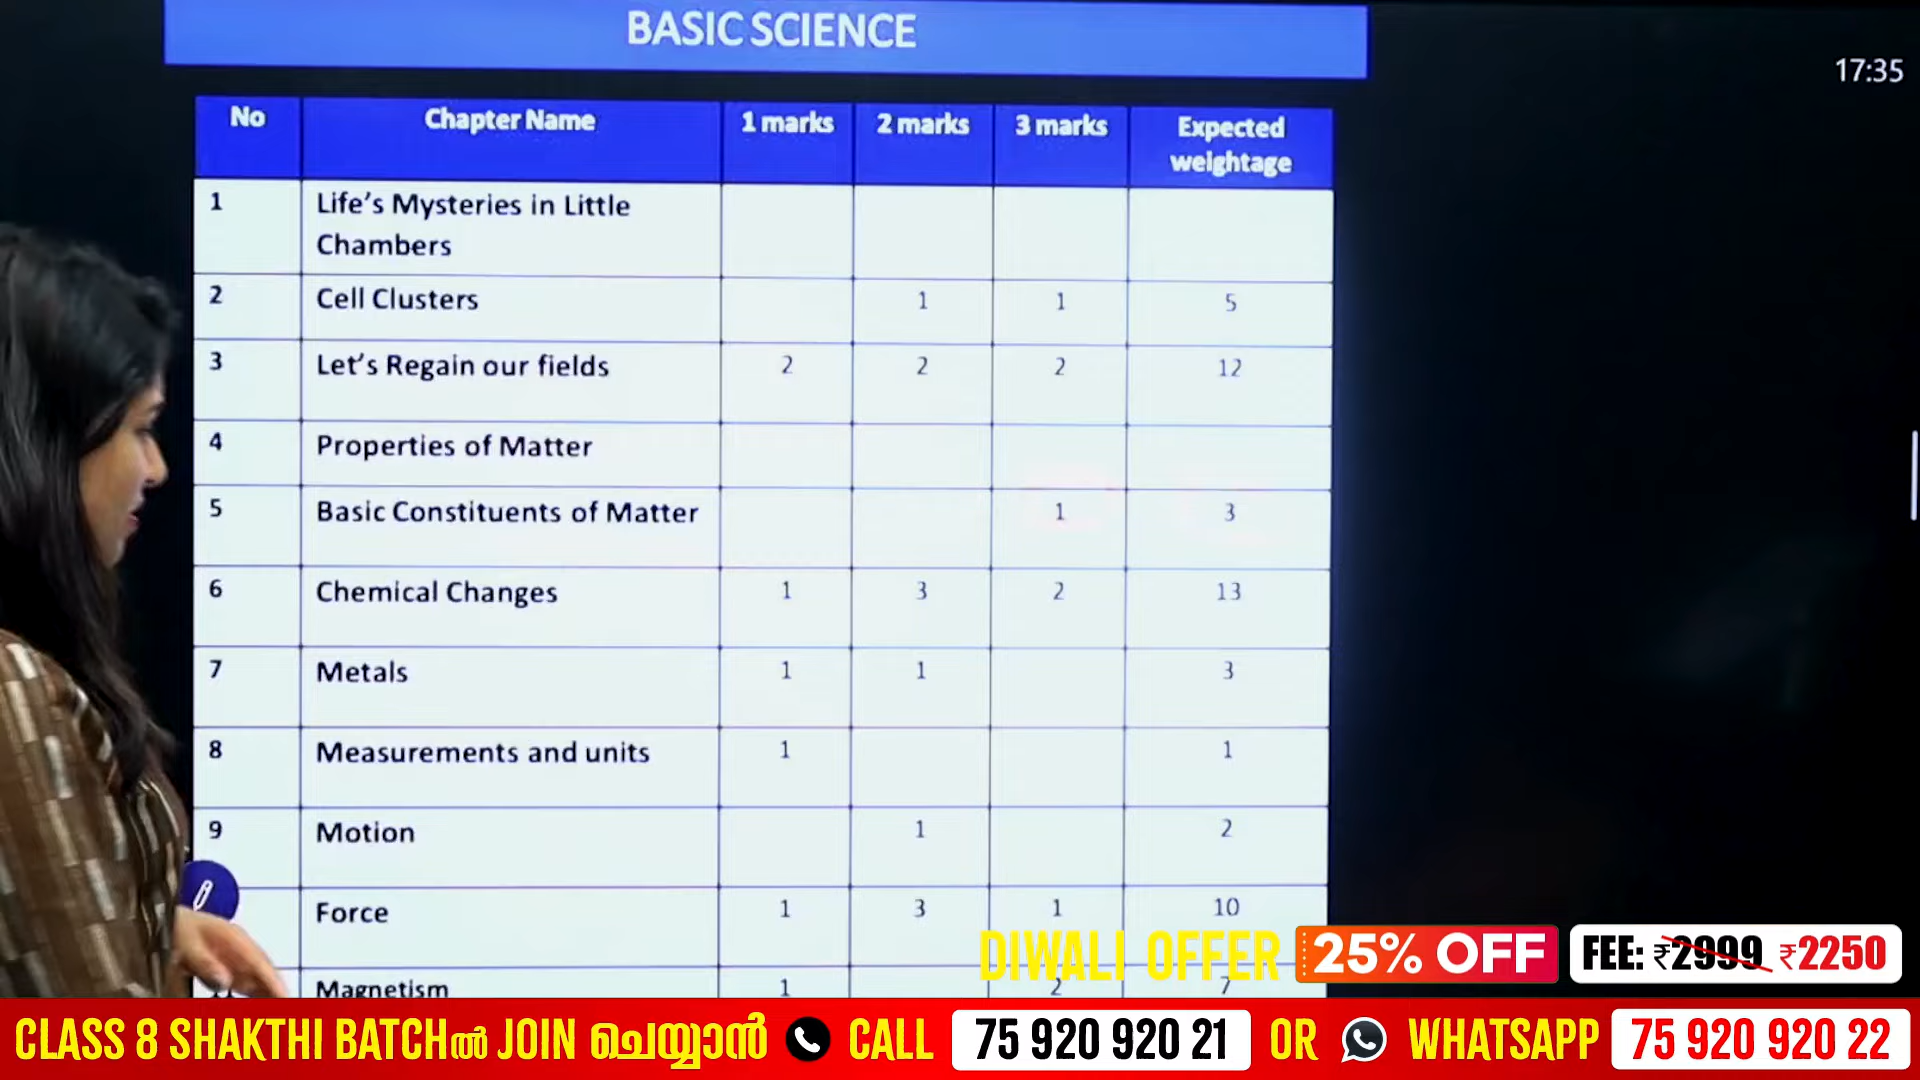 BASIC SCIENCE
17:35
No Chapter Name 1 marks 2 marks 3 marks Expected weightage
1 Life's Mysteries in Little Chambers
2 Cell Clusters 1 1 5
3 Let's Regain our fields 2 2 2 12
4 Properties of Matter
5 Basic Constituents of Matter 1 3
6 Chemical Changes 1 3 2 13
7 Metals 1 1 3
8 Measurements and units 1 1
9 Motion 1 2
Force 1 3 1 10
11 Magnetism 1 2 7
DIWALI OFFER 25% OFF FEE: ₹2999 ₹2250
CLASS 8 SHAKTHI BATCHൽ JOIN ചെയ്യാൻ CALL 75 920 920 21 OR WHATSAPP 75 920 920 22